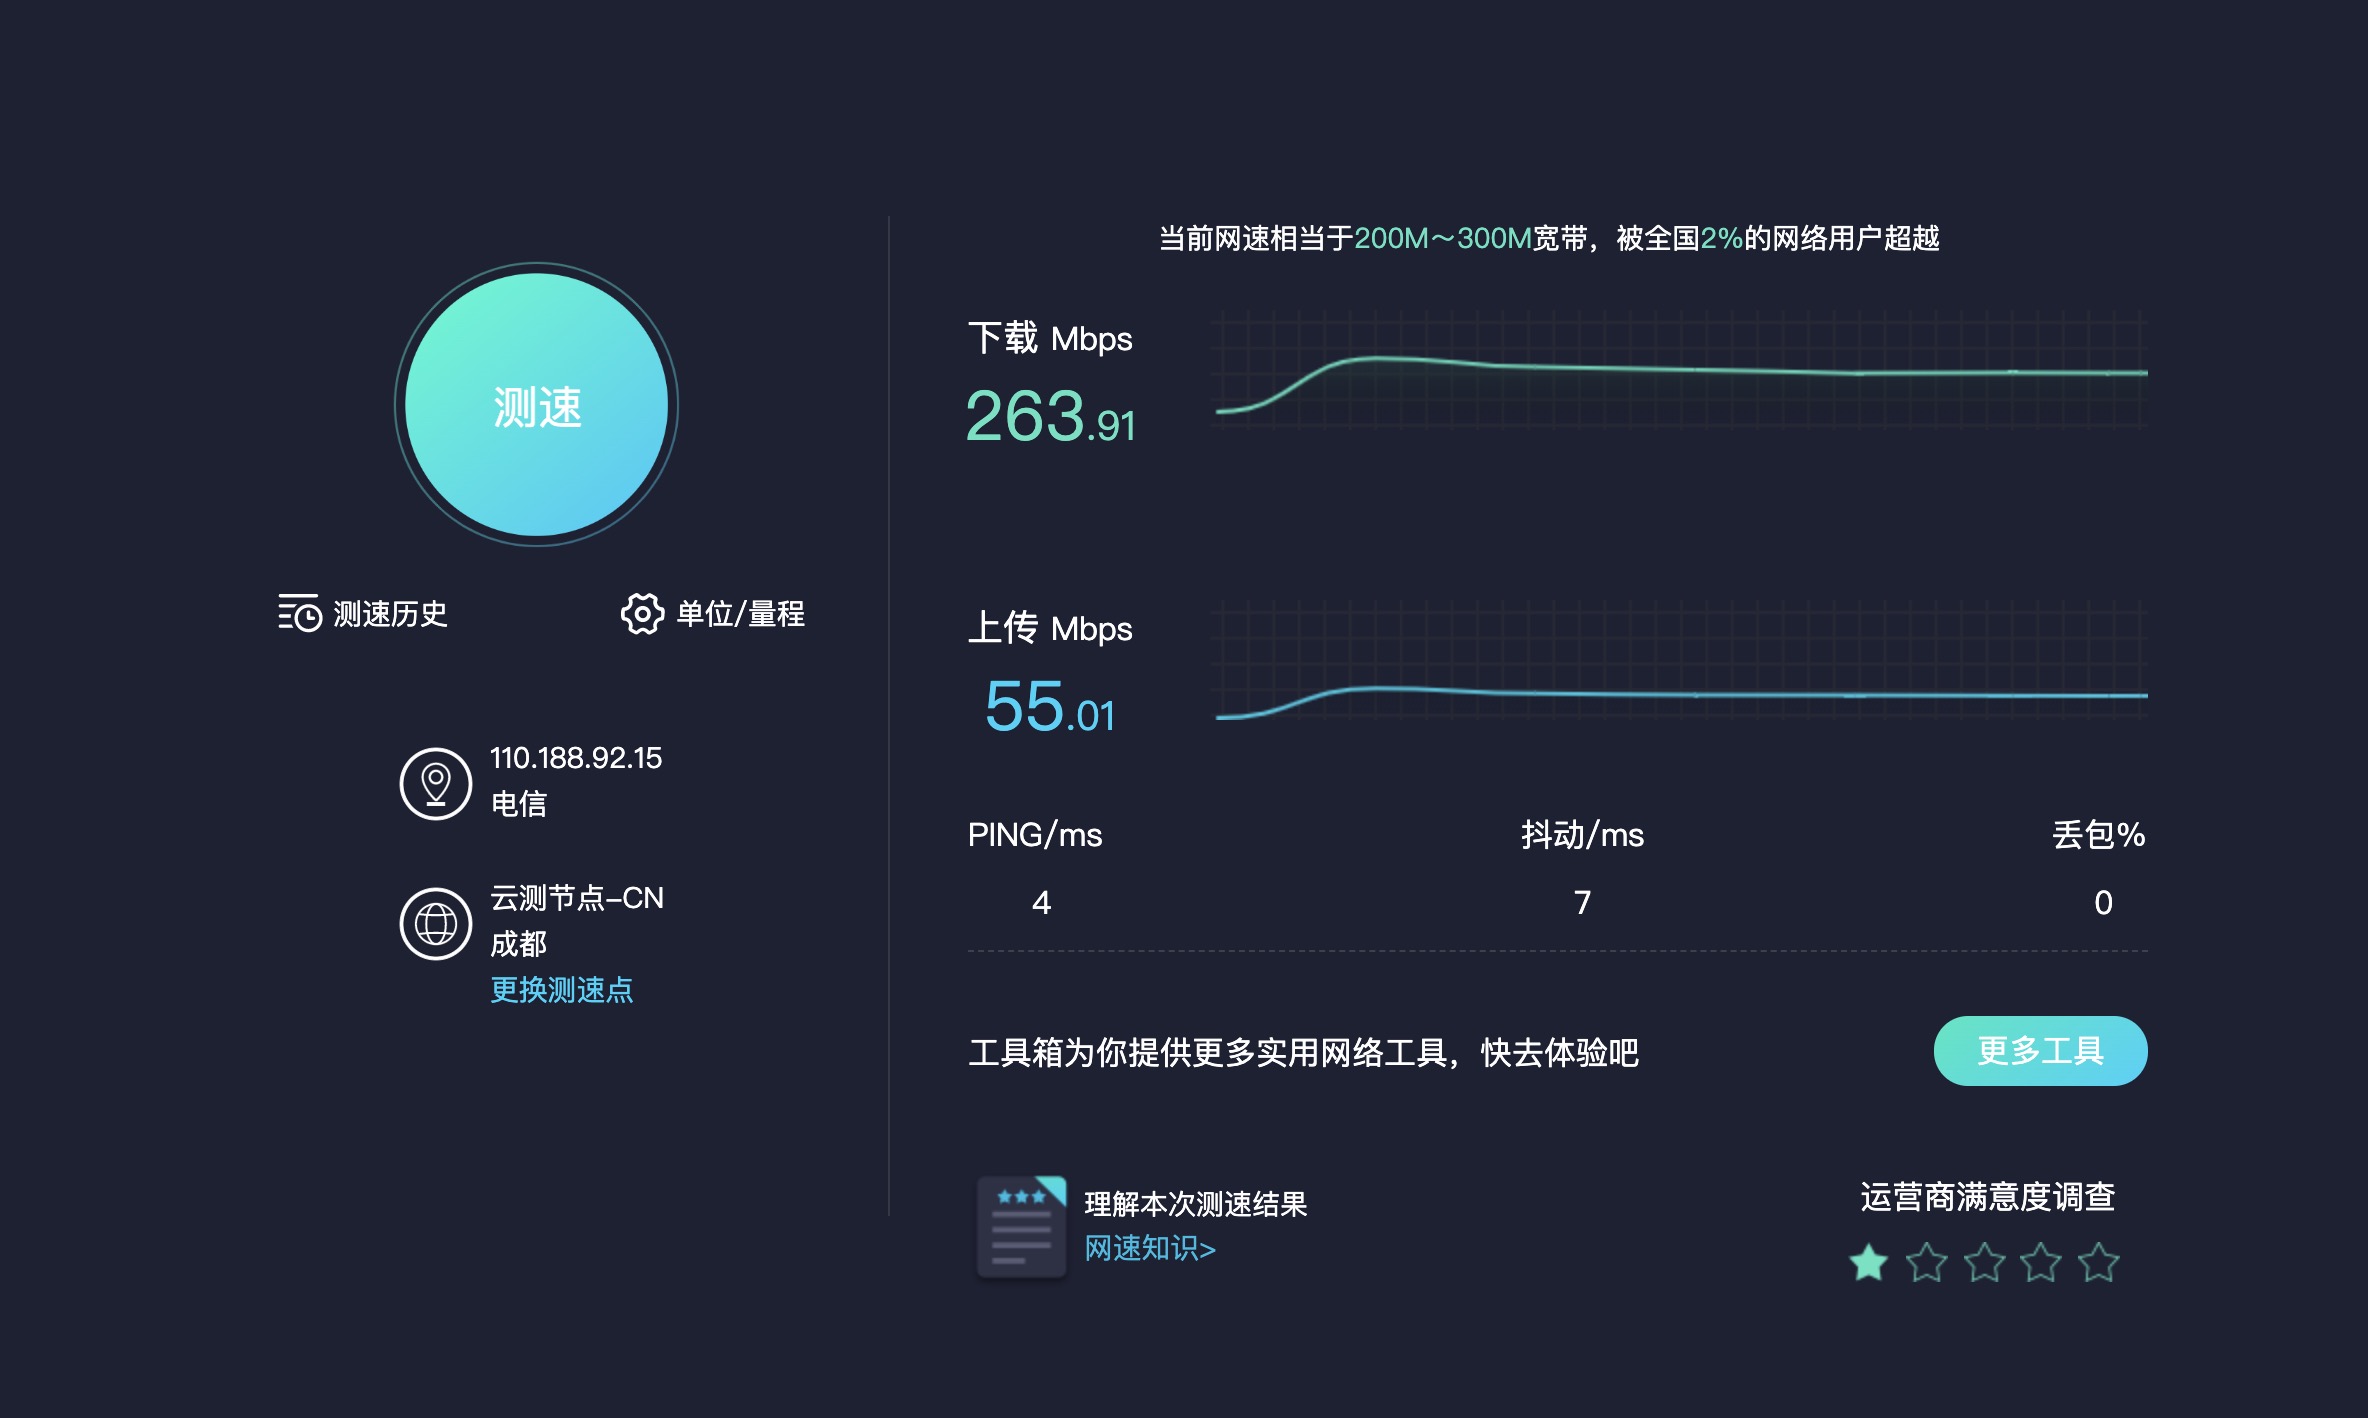 测速
测速历史
单位/量程
110.188.92.15
电信
云测节点-CN
成都
更换测速点
当前网速相当于200M～300M宽带，被全国2%的网络用户超越
下载 Mbps
263.91
上传 Mbps
55.01
PING/ms 抖动/ms 丢包%
4 7 0
工具箱为你提供更多实用网络工具，快去体验吧
更多工具
理解本次测速结果
网速知识>
运营商满意度调查